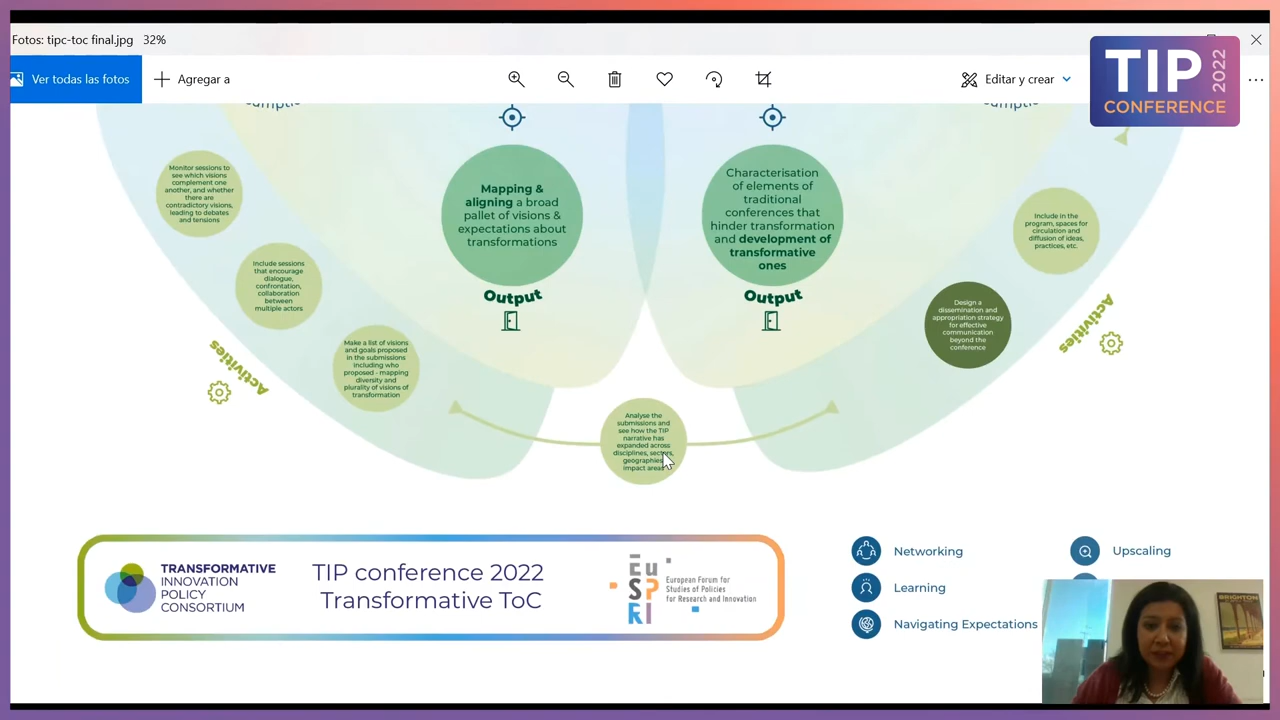 Fotos: tipc-toc final.jpg 32%
Ver todas las fotos
Agregar a
Editar y crear
TIP 2022
CONFERENCE
Monitor sessions to
see which visions
complement one
another, and whether
there are
contradictory visions,
leading to debates
and tensions
Mapping &
aligning a broad
pallet of visions &
expectations about
transformations
Output
Characterisation
of elements of
traditional
conferences that
hinder transformation
and development of
transformative
ones
Output
Include in the
program, spaces for
circulation and
diffusion of ideas,
practices, etc.
Include sessions
that encourage
dialogue,
confrontation,
collaboration
between
multiple actors
Design a
dissemination and
appropriation strategy
for effective
communication
beyond the
conference
Activities
Activities
Make a list of visions
and goals proposed
in the submissions
including who
proposed - mapping
diversity and
plurality of visions of
transformation
Analyse the
submissions and
see how the TIP
narrative has
expanded across
disciplines, sectors,
geographies
impact areas
TRANSFORMATIVE
INNOVATION
POLICY
CONSORTIUM
TIP conference 2022
Transformative ToC
EuSPRI
European Forum for
Studies of Policies
for Research and Innovation
Networking
Upscaling
Learning
Navigating Expectations
BRIGHTON